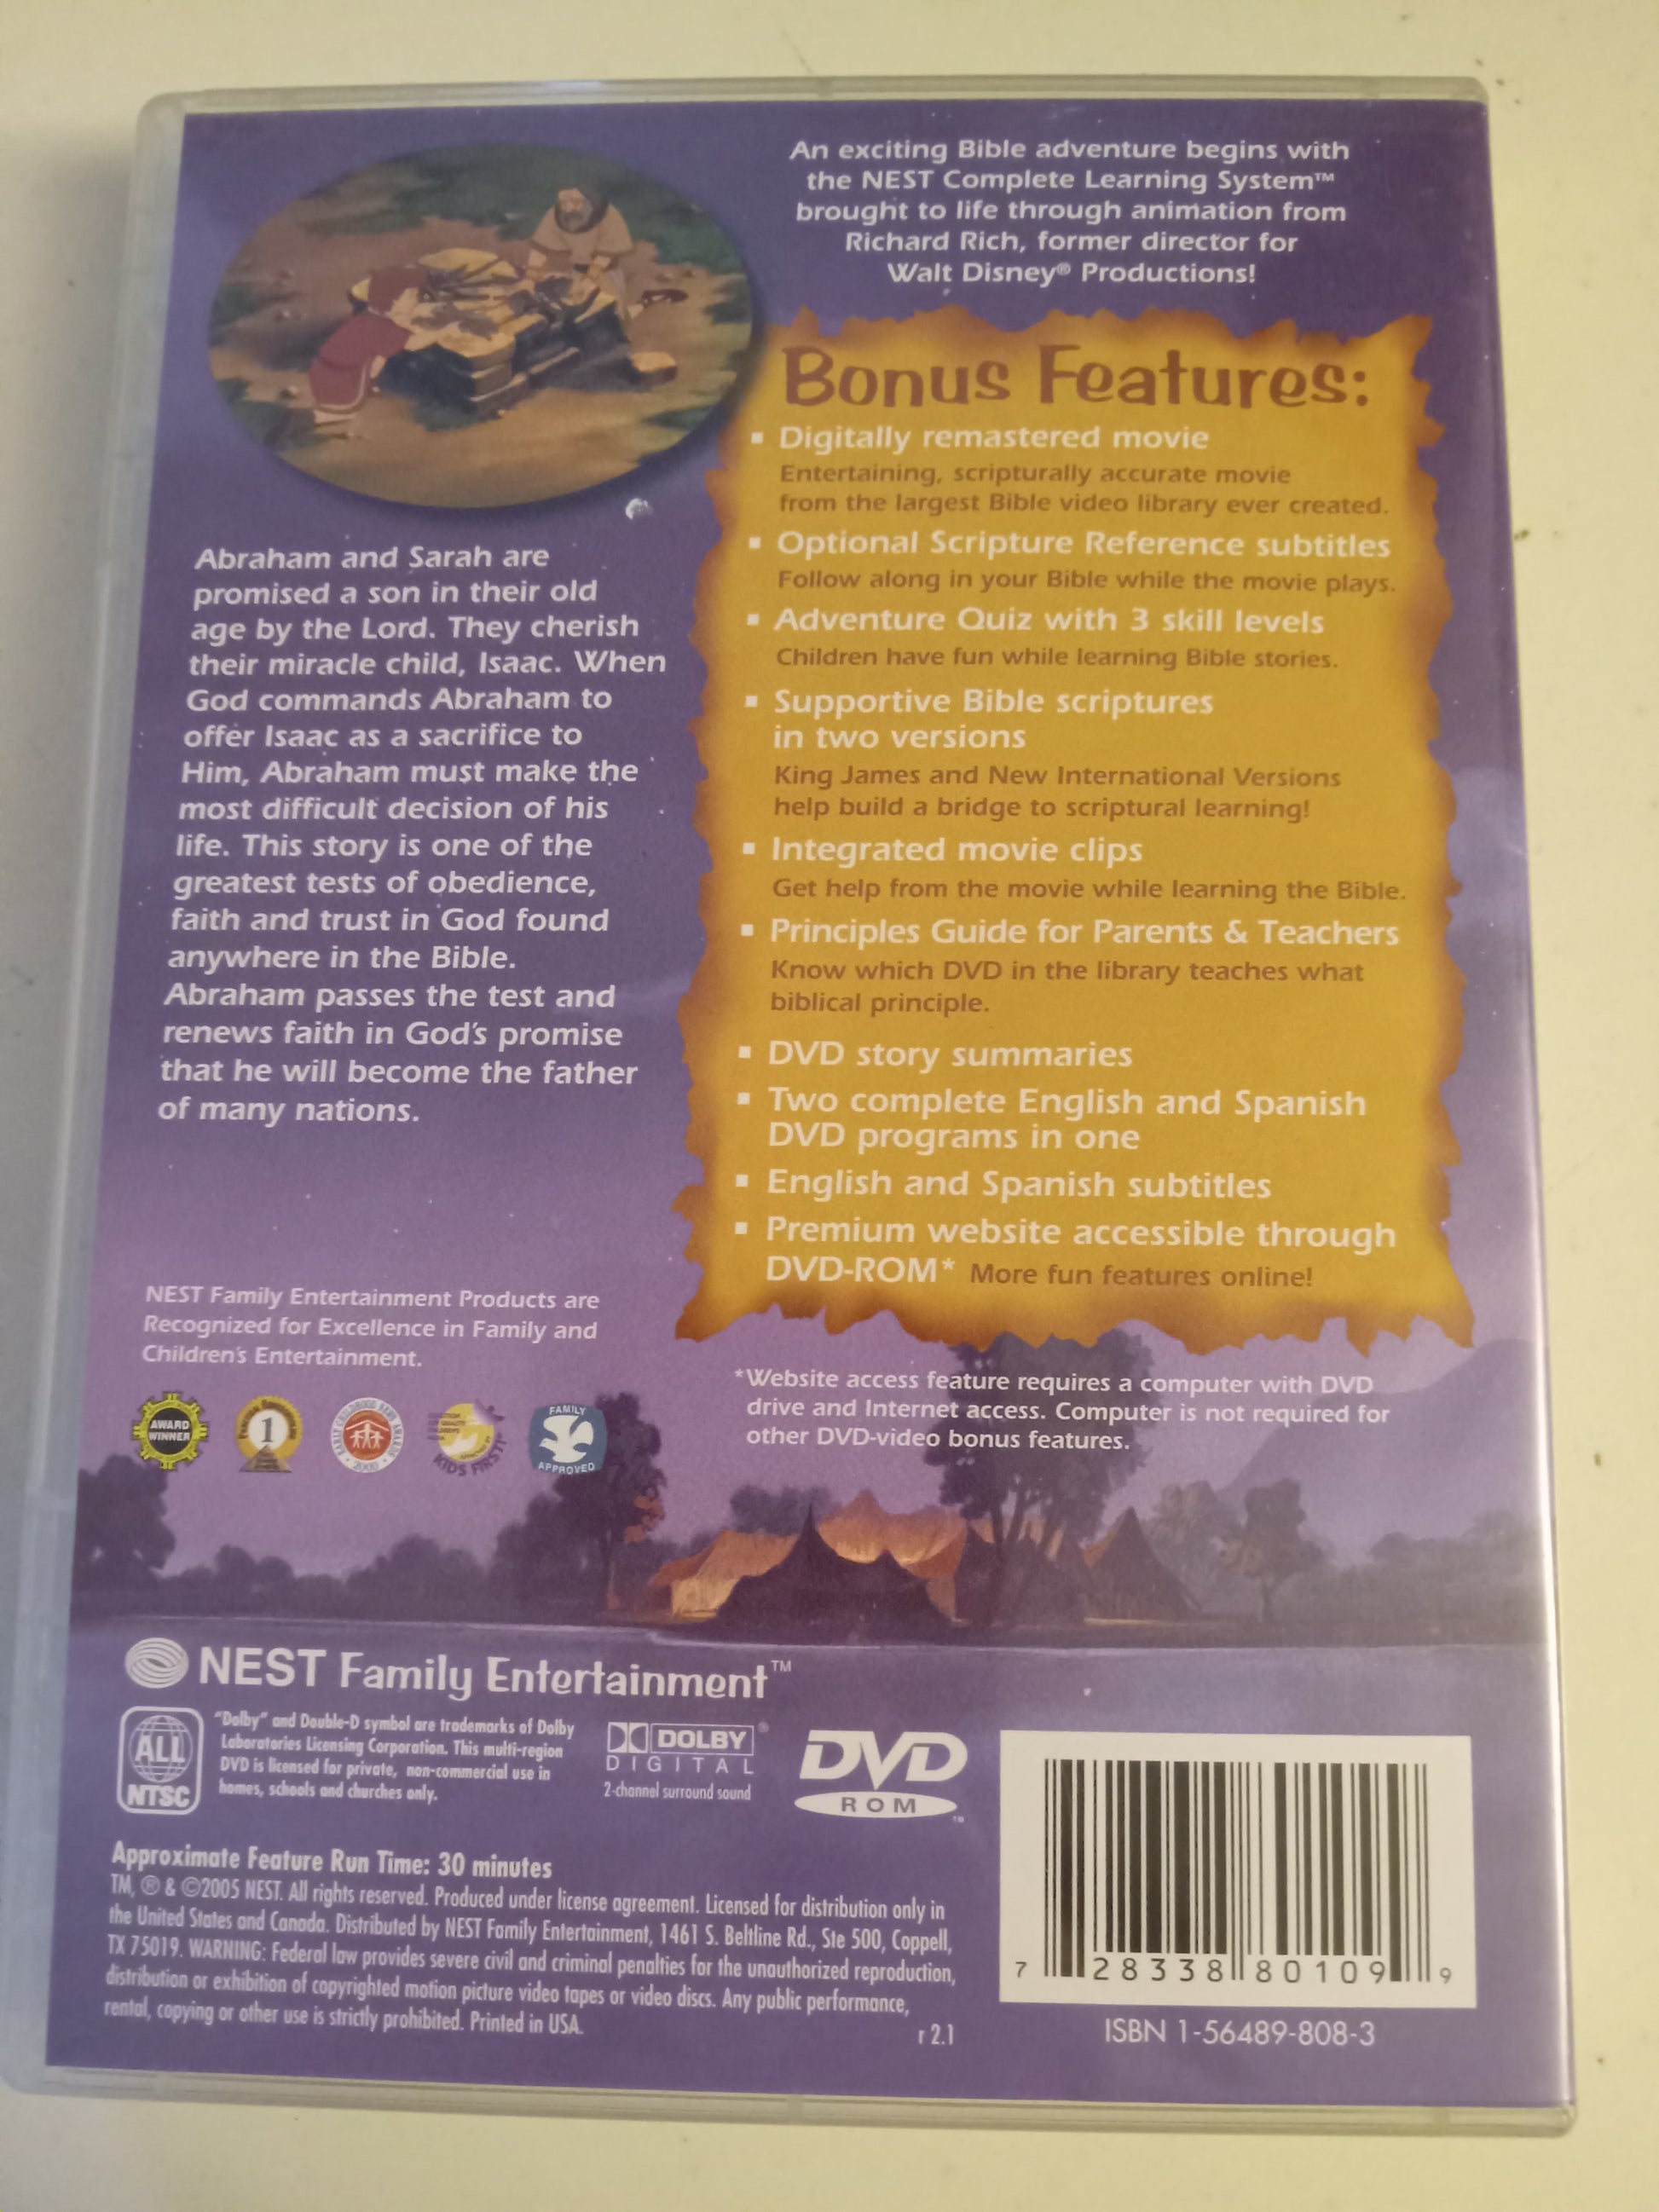 An exciting Bible adventure begins with
the NEST Complete Learning System™
brought to life through animation from
Richard Rich, former director for
Walt Disney® Productions!
Abraham and Sarah are
promised a son in their old
age by the Lord. They cherish
their miracle child, Isaac. When
God commands Abraham to
offer Isaac as a sacrifice to
Him, Abraham must make the
most difficult decision of his
life. This story is one of the
greatest tests of obedience,
faith and trust in God found
anywhere in the Bible.
Abraham passes the test and
renews faith in God's promise
that he will become the father
of many nations.
Bonus Features:
▪ Digitally remastered movie
Entertaining, scripturally accurate movie
from the largest Bible video library ever created.
▪ Optional Scripture Reference subtitles
Follow along in your Bible while the movie plays.
▪ Adventure Quiz with 3 skill levels
Children have fun while learning Bible stories.
▪ Supportive Bible scriptures
in two versions
King James and New International Versions
help build a bridge to scriptural learning!
▪ Integrated movie clips
Get help from the movie while learning the Bible.
▪ Principles Guide for Parents & Teachers
Know which DVD in the library teaches what
biblical principle.
▪ DVD story summaries
▪ Two complete English and Spanish
DVD programs in one
▪ English and Spanish subtitles
▪ Premium website accessible through
DVD-ROM* More fun features online!
*Website access feature requires a computer with DVD
drive and Internet access. Computer is not required for
other DVD-video bonus features.
NEST Family Entertainment Products are
Recognized for Excellence in Family and
Children's Entertainment.
AWARD
WINNER
1
2000
KIDS FIRST!
FAMILY
APPROVED
NEST Family Entertainment™
ALL
NTSC
"Dolby" and Double-D symbol are trademarks of Dolby
Laboratories Licensing Corporation. This multi-region
DVD is licensed for private, non-commercial use in
homes, schools and churches only.
DOLBY®
DIGITAL
2-channel surround sound
DVD
ROM™
Approximate Feature Run Time: 30 minutes
TM, ® & ©2005 NEST. All rights reserved. Produced under license agreement. Licensed for distribution only in
the United States and Canada. Distributed by NEST Family Entertainment, 1461 S. Beltline Rd., Ste 500, Coppell,
TX 75019. WARNING: Federal law provides severe civil and criminal penalties for the unauthorized reproduction,
distribution or exhibition of copyrighted motion picture video tapes or video discs. Any public performance,
rental, copying or other use is strictly prohibited. Printed in USA.
r 2.1
7 28338 80109 9
ISBN 1-56489-808-3